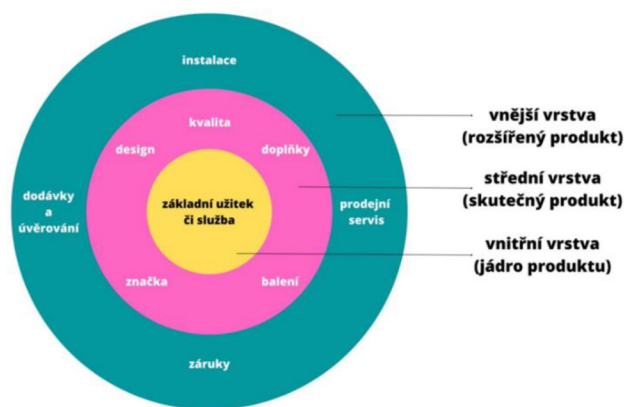 instalace
kvalita
design
doplňky
dodávky
a
úvěrování
základní užitek
či služba
prodejní
servis
značka
balení
záruky
vnější vrstva
(rozšířený produkt)
střední vrstva
(skutečný produkt)
vnitřní vrstva
(jádro produktu)